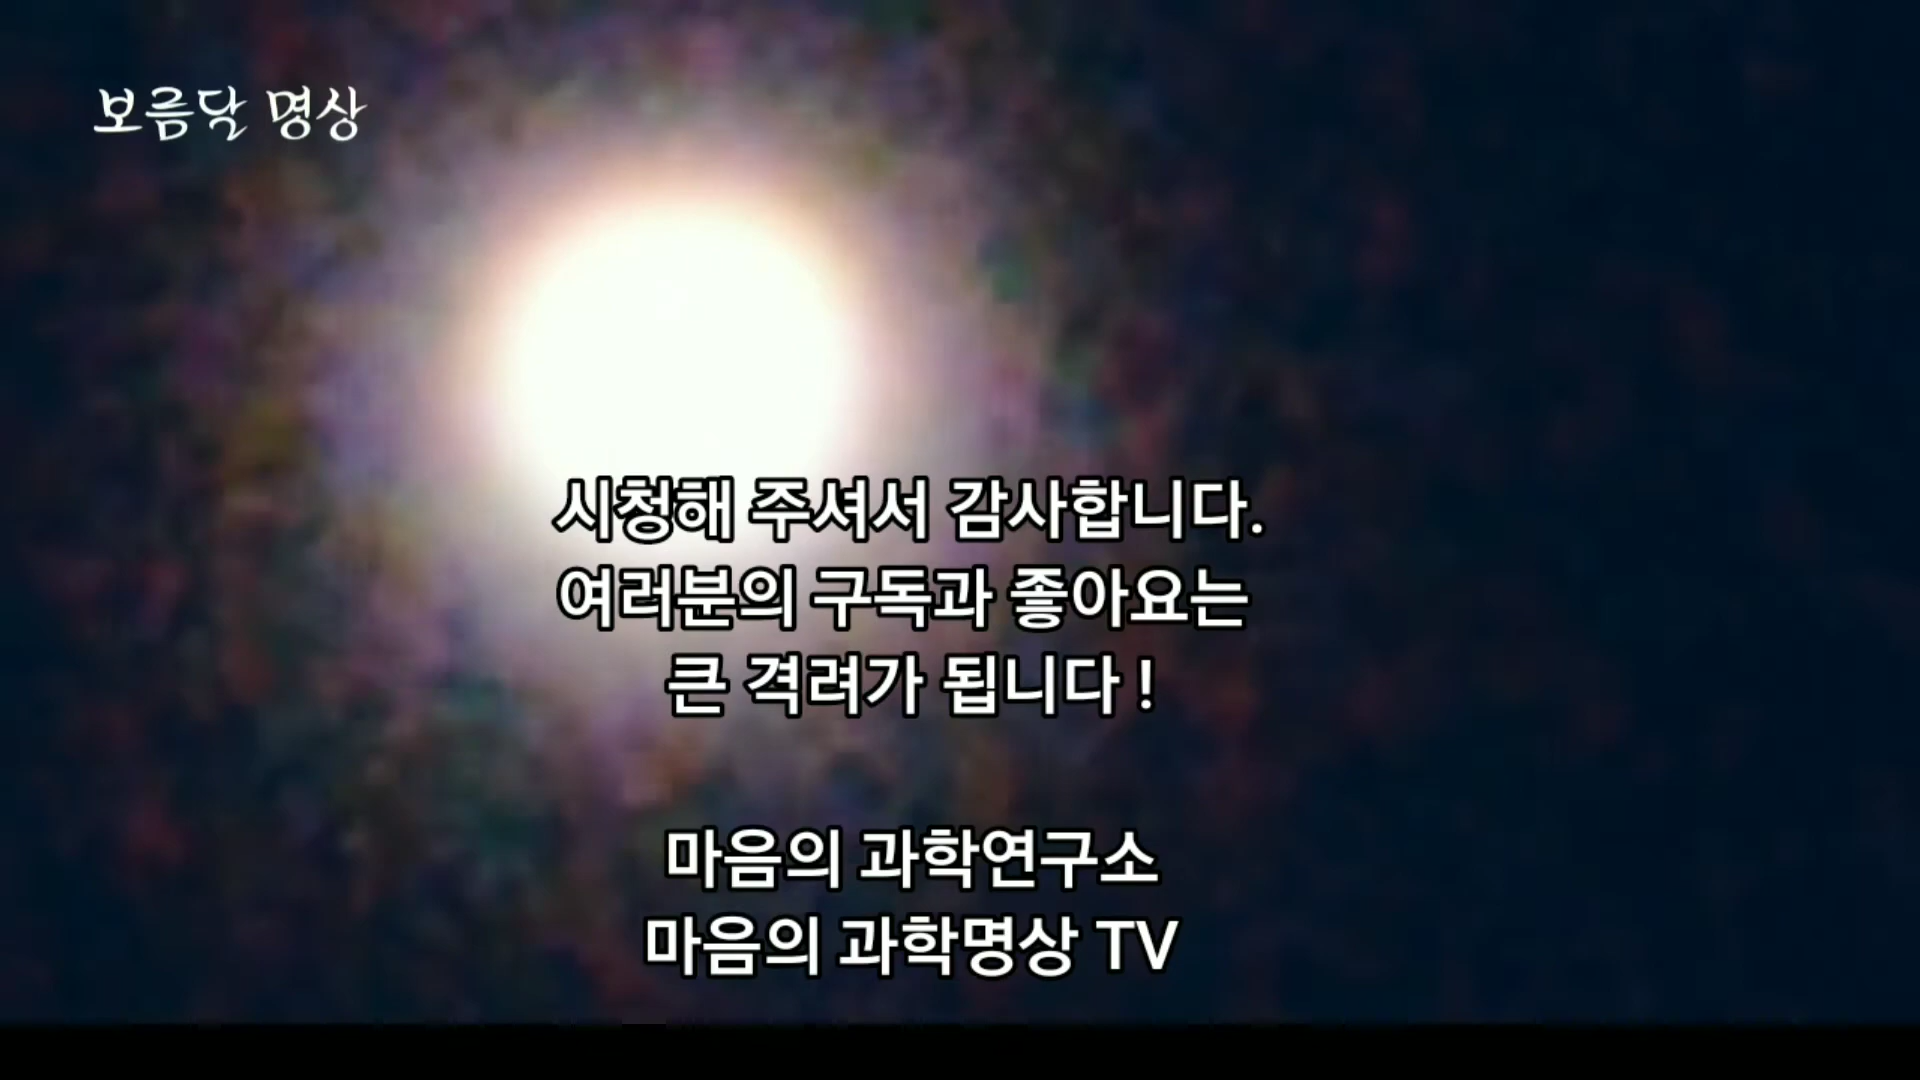 보름달 명상
시청해 주셔서 감사합니다.
여러분의 구독과 좋아요는
큰 격려가 됩니다 !
마음의 과학연구소
마음의 과학명상 TV